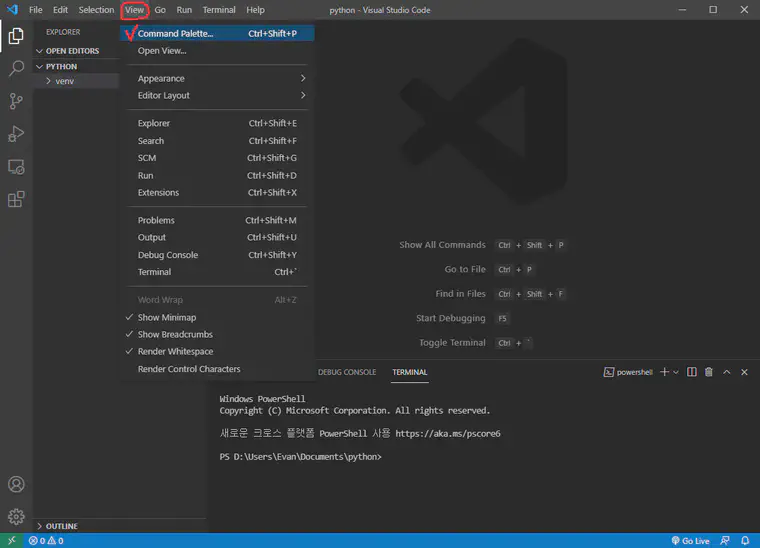 File Edit Selection View Go Run Terminal Help python - Visual Studio Code
EXPLORER
OPEN EDITORS
PYTHON
venv
OUTLINE
Command Palette... Ctrl+Shift+P
Open View...
Appearance
Editor Layout
Explorer Ctrl+Shift+E
Search Ctrl+Shift+F
SCM Ctrl+Shift+G
Run Ctrl+Shift+D
Extensions Ctrl+Shift+X
Problems Ctrl+Shift+M
Output Ctrl+Shift+U
Debug Console Ctrl+Shift+Y
Terminal Ctrl+`
Word Wrap Alt+Z
Show Minimap
Show Breadcrumbs
Render Whitespace
Render Control Characters
Show All Commands Ctrl + Shift + P
Go to File Ctrl + P
Find in Files Ctrl + Shift + F
Start Debugging F5
Toggle Terminal Ctrl + `
DEBUG CONSOLE TERMINAL powershell
Windows PowerShell
Copyright (C) Microsoft Corporation. All rights reserved.
새로운 크로스 플랫폼 PowerShell 사용 https://aka.ms/pscore6
PS D:\Users\Evan\Documents\python>
0 0 Go Live